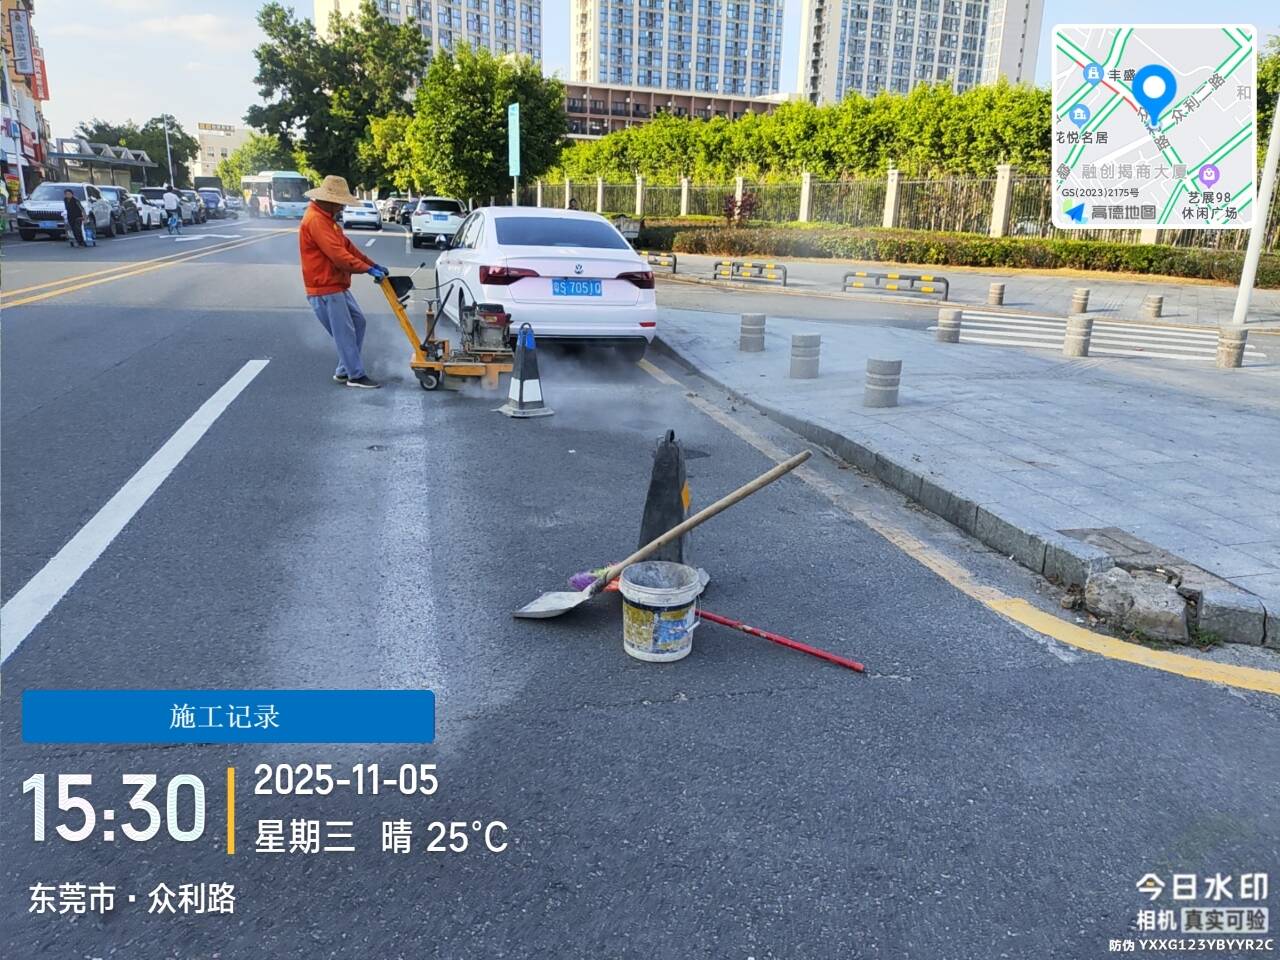 丰盛
众利二路
和
花悦名居
融创揭商大厦
GS(2023)2175号
艺展98
休闲广场
高德地图
粤S 705JQ
施工记录
15:30
2025-11-05
星期三 晴 25°C
东莞市·众利路
今日水印
相机 真实可验
防伪 YXXG123YBYYR2C